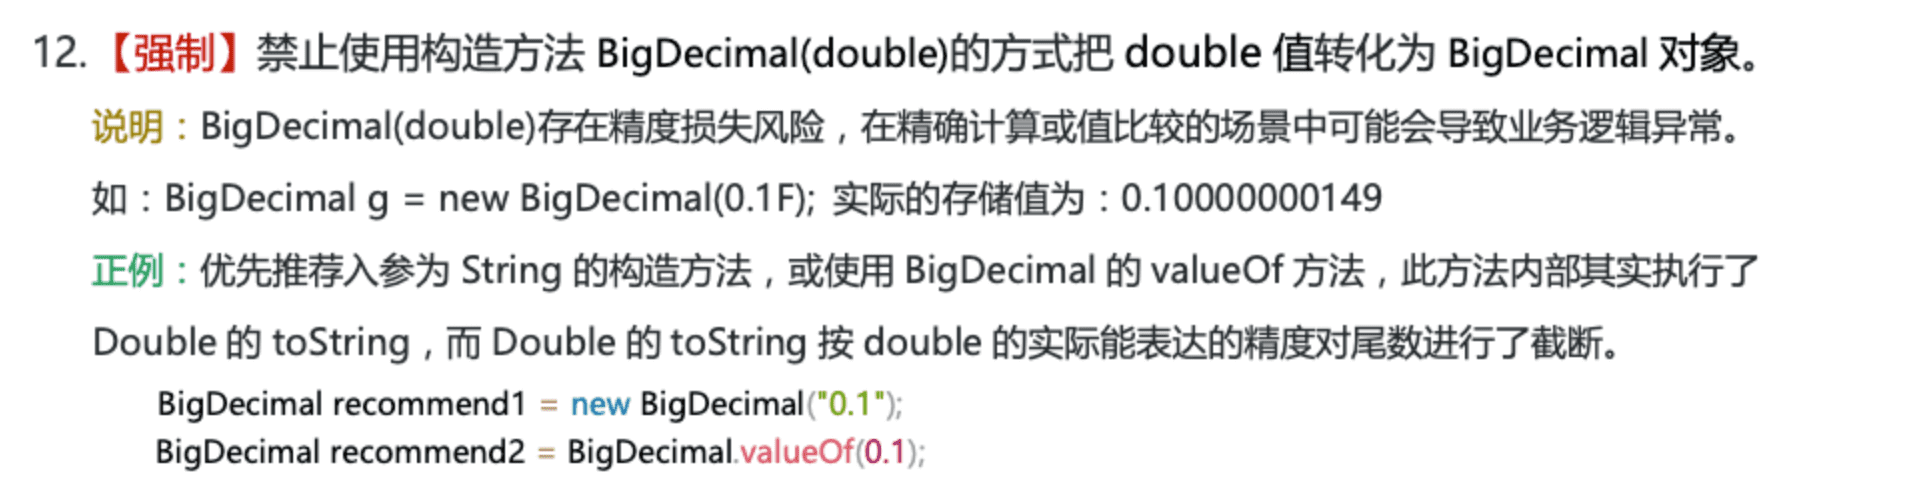 12.【强制】禁止使用构造方法 BigDecimal(double)的方式把 double 值转化为 BigDecimal 对象。
说明：BigDecimal(double)存在精度损失风险，在精确计算或值比较的场景中可能会导致业务逻辑异常。
如：BigDecimal g = new BigDecimal(0.1F); 实际的存储值为：0.10000000149
正例：优先推荐入参为 String 的构造方法，或使用 BigDecimal 的 valueOf 方法，此方法内部其实执行了
Double 的 toString，而 Double 的 toString 按 double 的实际能表达的精度对尾数进行了截断。
BigDecimal recommend1 = new BigDecimal("0.1");
BigDecimal recommend2 = BigDecimal.valueOf(0.1);